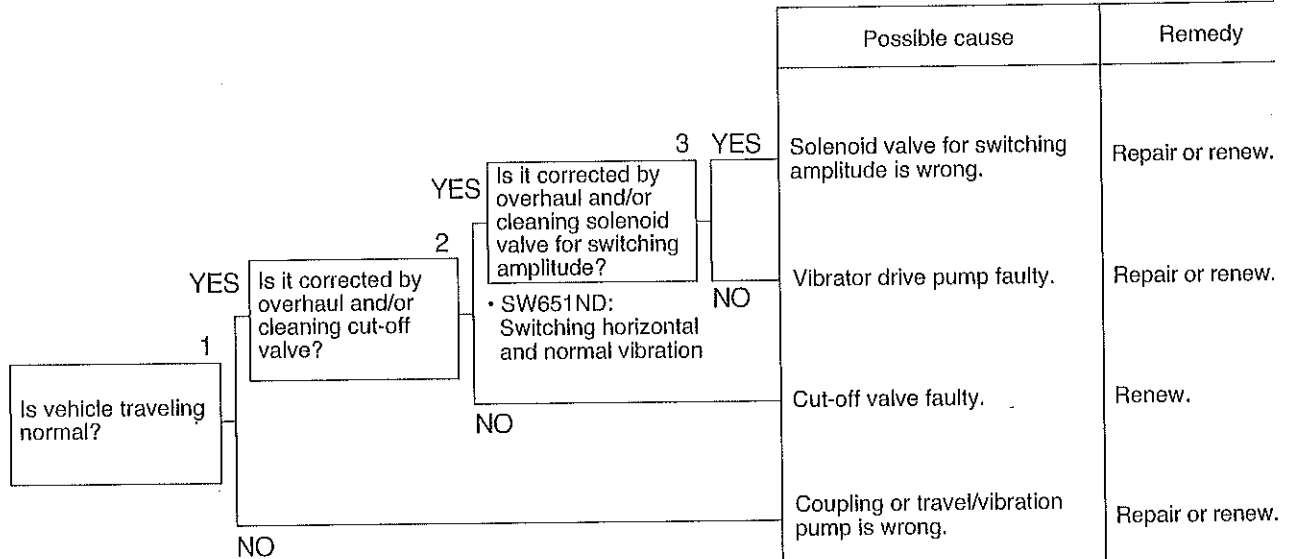 Possible cause
Remedy
3
YES
Solenoid valve for switching
amplitude is wrong.
Repair or renew.
YES
Is it corrected by
overhaul and/or
cleaning solenoid
valve for switching
amplitude?
2
YES
Is it corrected by
overhaul and/or
cleaning cut-off
valve?
NO
Vibrator drive pump faulty.
Repair or renew.
• SW651ND:
Switching horizontal
and normal vibration
1
Is vehicle traveling
normal?
NO
Cut-off valve faulty.
Renew.
NO
Coupling or travel/vibration
pump is wrong.
Repair or renew.